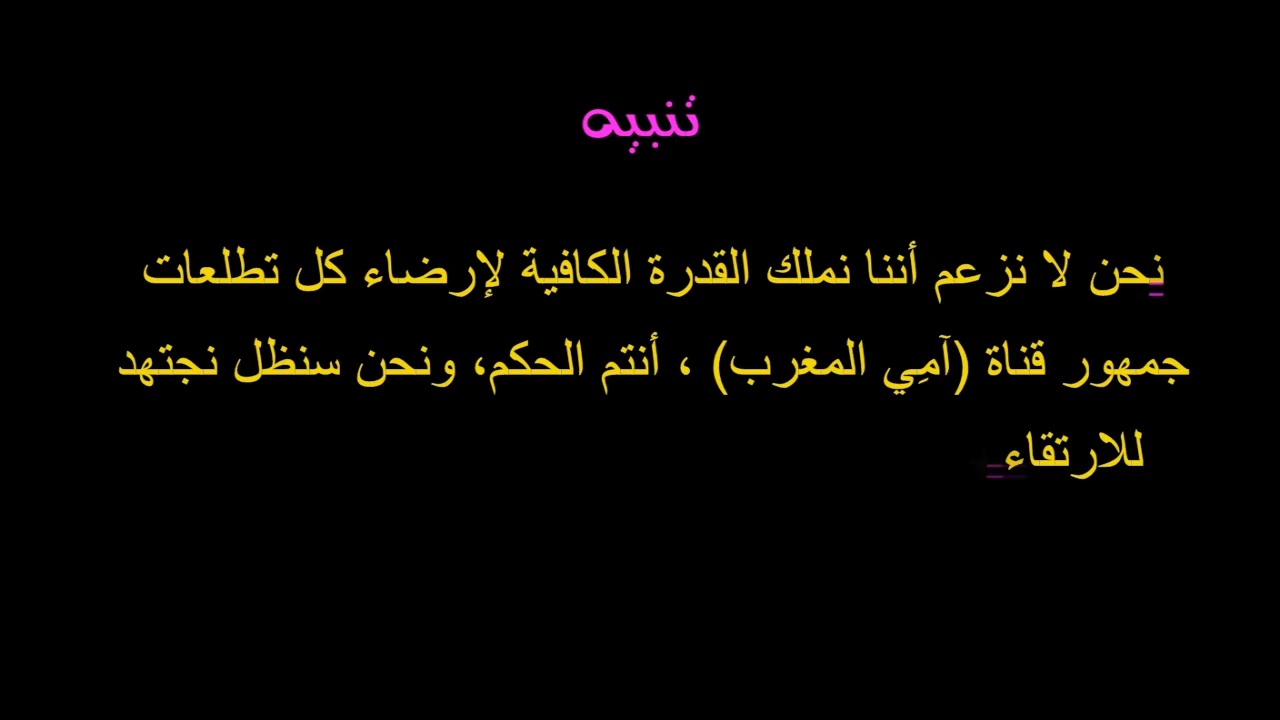 تنبيه
نحن لا نزعم أننا نملك القدرة الكافية لإرضاء كل تطلعات
جمهور قناة (آمِي المغرب) ، أنتم الحكم، ونحن سنظل نجتهد
للارتقاء